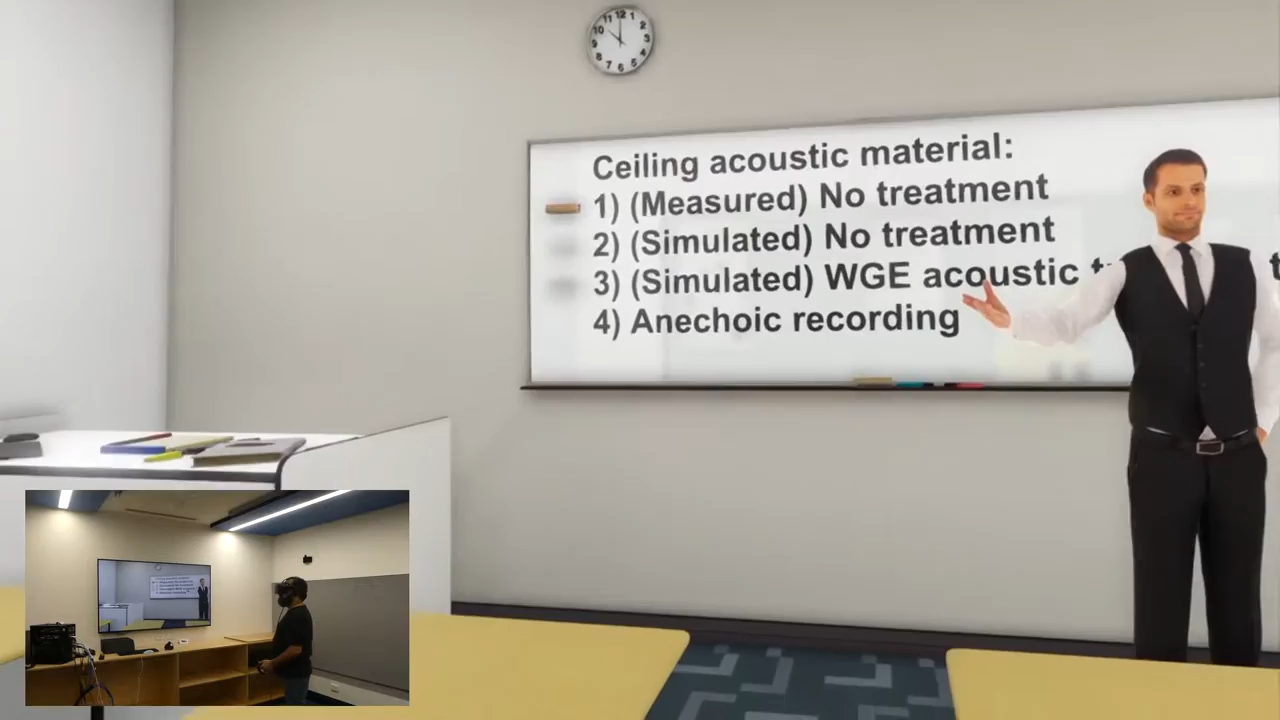 Ceiling acoustic material:
1) (Measured) No treatment
2) (Simulated) No treatment
3) (Simulated) WGE acoustic
4) Anechoic recording